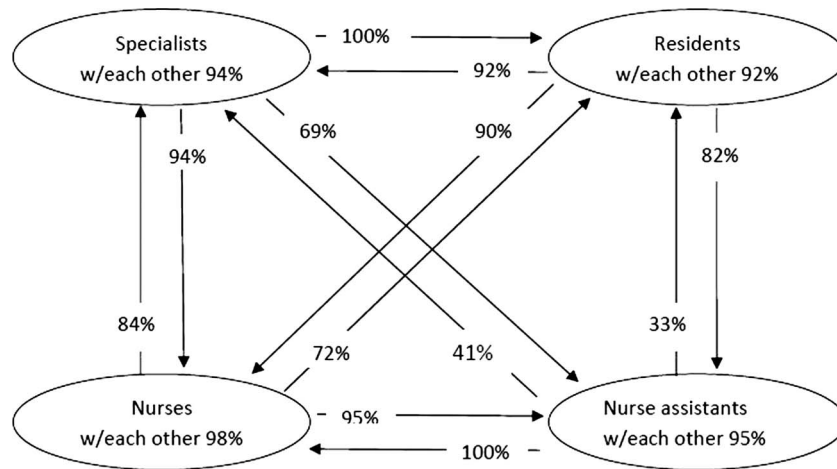 Specialists
w/each other 94%
100%
92%
Residents
w/each other 92%
94%
69%
90%
82%
84%
72%
41%
33%
Nurses
w/each other 98%
95%
100%
Nurse assistants
w/each other 95%